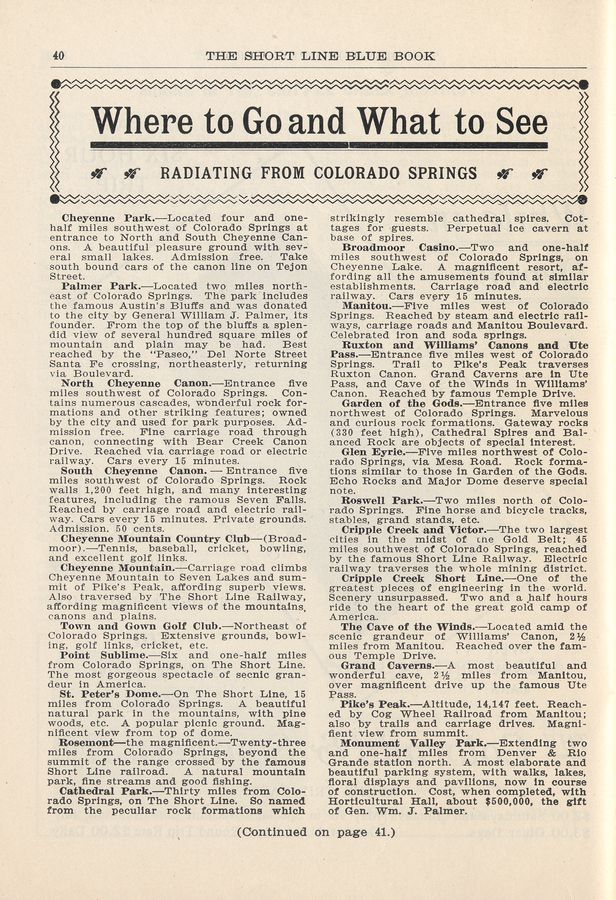 40
THE SHORT LINE BLUE BOOK
Where to Go and What to See
RADIATING FROM COLORADO SPRINGS
Cheyenne Park.—Located four and one-
half miles southwest of Colorado Springs at
entrance to North and South Cheyenne Can-
ons. A beautiful pleasure ground with sev-
eral small lakes. Admission free. Take
south bound cars of the canon line on Tejon
Street.
Palmer Park.—Located two miles north-
east of Colorado Springs. The park includes
the famous Austin's Bluffs and was donated
to the city by General William J. Palmer, its
founder. From the top of the bluffs a splen-
did view of several hundred square miles of
mountain and plain may be had. Best
reached by the "Paseo," Del Norte Street
Santa Fe crossing, northeasterly, returning
via Boulevard.
North Cheyenne Canon.—Entrance five
miles southwest of Colorado Springs. Con-
tains numerous cascades, wonderful rock for-
mations and other striking features; owned
by the city and used for park purposes. Ad-
mission free. Fine carriage road through
canon, connecting with Bear Creek Canon
Drive. Reached via carriage road or electric
railway. Cars every 15 minutes.
South Cheyenne Canon.—Entrance five
miles southwest of Colorado Springs. Rock
walls 1,200 feet high, and many interesting
features, including the famous Seven Falls.
Reached by carriage road and electric rail-
way. Cars every 15 minutes. Private grounds.
Admission, 50 cents.
Cheyenne Mountain Country Club—(Broad-
moor).—Tennis, baseball, cricket, bowling,
and excellent golf links.
Cheyenne Mountain.—Carriage road climbs
Cheyenne Mountain to Seven Lakes and sum-
mit of Pike's Peak, affording superb views.
Also traversed by The Short Line Railway,
affording magnificent views of the mountains,
canons and plains.
Town and Gown Golf Club.—Northeast of
Colorado Springs. Extensive grounds, bowl-
ing, golf links, cricket, etc.
Point Sublime.—Six and one-half miles
from Colorado Springs, on The Short Line.
The most gorgeous spectacle of secnic gran-
deur in America.
St. Peter's Dome.—On The Short Line, 15
miles from Colorado Springs. A beautiful
natural park in the mountains, with pine
woods, etc. A popular picnic ground. Mag-
nificent view from top of dome.
Rosemont—the magnificent.—Twenty-three
miles from Colorado Springs, beyond the
summit of the range crossed by the famous
Short Line railroad. A natural mountain
park, fine streams and good fishing.
Cathedral Park.—Thirty miles from Colo-
rado Springs, on The Short Line. So named
from the peculiar rock formations which
strikingly resemble cathedral spires. Cot-
tages for guests. Perpetual ice cavern at
base of spires.
Broadmoor Casino.—Two and one-half
miles southwest of Colorado Springs, on
Cheyenne Lake. A magnificent resort, af-
fording all the amusements found at similar
establishments. Carriage road and electric
railway. Cars every 15 minutes.
Manitou.—Five miles west of Colorado
Springs. Reached by steam and electric rail-
ways, carriage roads and Manitou Boulevard.
Celebrated iron and soda springs.
Ruxton and Williams' Canons and Ute
Pass.—Entrance five miles west of Colorado
Springs. Trail to Pike's Peak traverses
Ruxton Canon. Grand Caverns are in Ute
Pass, and Cave of the Winds in Williams'
Canon. Reached by famous Temple Drive.
Garden of the Gods.—Entrance five miles
northwest of Colorado Springs. Marvelous
and curious rock formations. Gateway rocks
(330 feet high), Cathedral Spires and Bal-
anced Rock are objects of special interest.
Glen Eyrie.—Five miles northwest of Colo-
rado Springs, via Mesa Road. Rock forma-
tions similar to those in Garden of the Gods.
Echo Rocks and Major Dome deserve special
note.
Roswell Park.—Two miles north of Colo-
rado Springs. Fine horse and bicycle tracks,
stables, grand stands, etc.
Cripple Creek and Victor.—The two largest
cities in the midst of the Gold Belt; 45
miles southwest of Colorado Springs, reached
by the famous Short Line Railway. Electric
railway traverses the whole mining district.
Cripple Creek Short Line.—One of the
greatest pieces of engineering in the world.
Scenery unsurpassed. Two and a half hours
ride to the heart of the great gold camp of
America.
The Cave of the Winds.—Located amid the
scenic grandeur of Williams' Canon, 2½
miles from Manitou. Reached over the fam-
ous Temple Drive.
Grand Caverns.—A most beautiful and
wonderful cave, 2½ miles from Manitou,
over magnificent drive up the famous Ute
Pass.
Pike's Peak.—Altitude, 14,147 feet. Reach-
ed by Cog Wheel Railroad from Manitou;
also by trails and carriage drives. Magni-
fient view from summit.
Monument Valley Park.—Extending two
and one-half miles from Denver & Rio
Grande station north. A most elaborate and
beautiful parking system, with walks, lakes,
floral displays and pavilions, now in course
of construction. Cost, when completed, with
Horticultural Hall, about $500,000, the gift
of Gen. Wm. J. Palmer.
(Continued on page 41.)